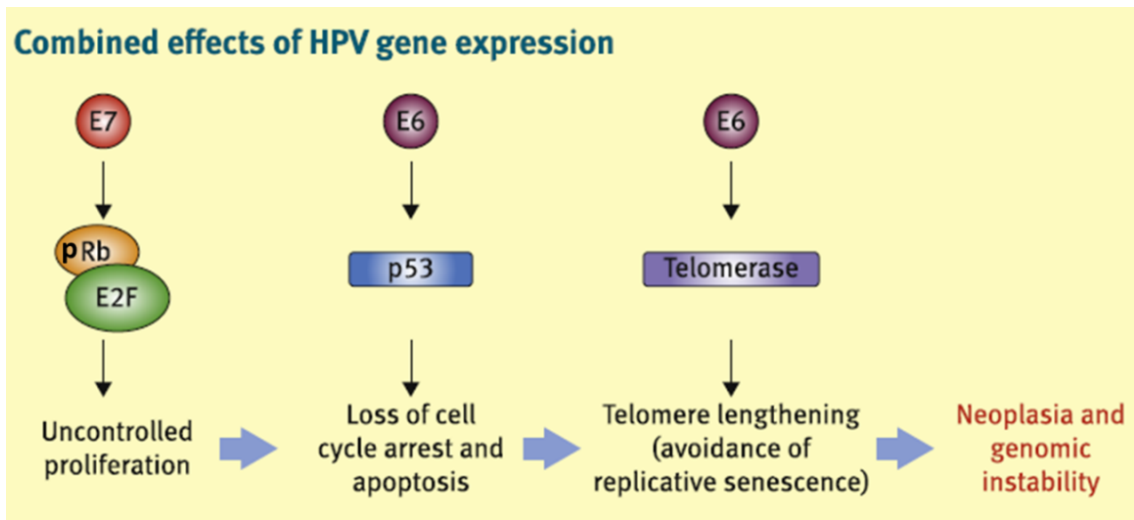 Combined effects of HPV gene expression
E7
E6
E6
pRb
E2F
p53
Telomerase
Uncontrolled
proliferation
Loss of cell
cycle arrest and
apoptosis
Telomere lengthening
(avoidance of
replicative senescence)
Neoplasia and
genomic
instability